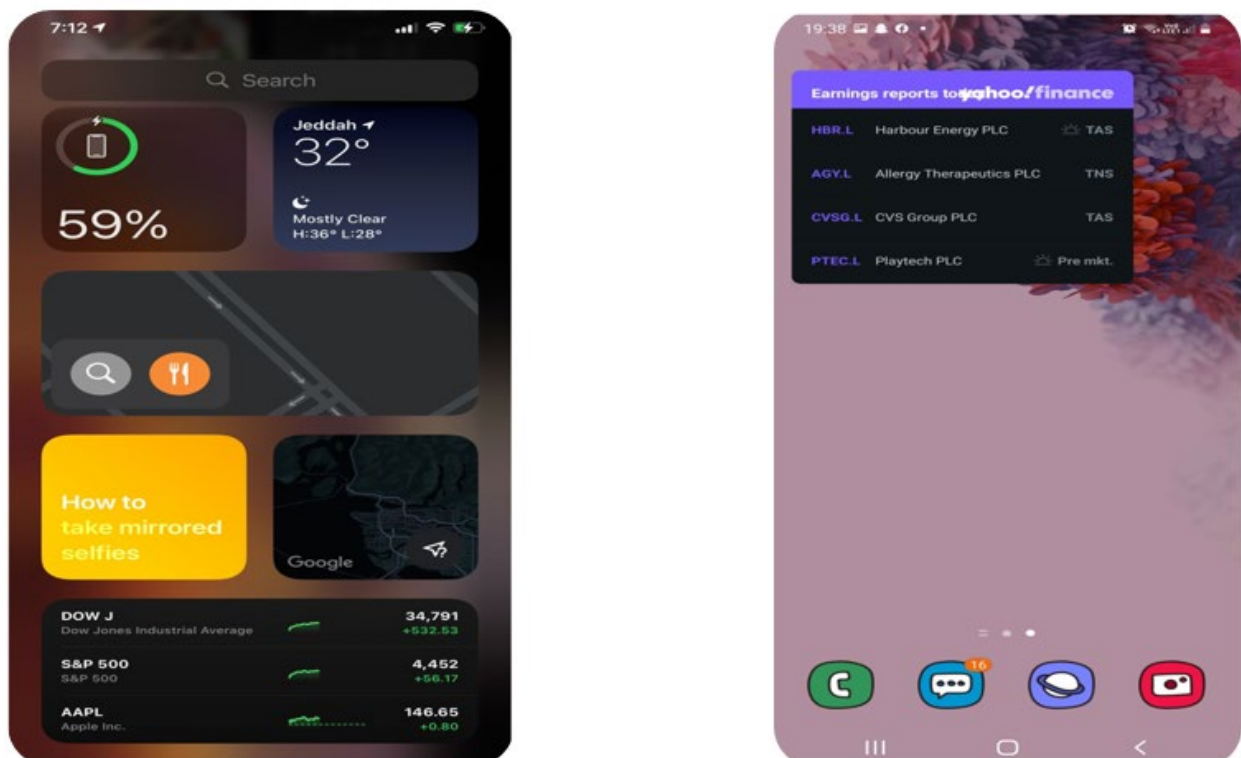 7:12
Search
59%
Jeddah
32°
Mostly Clear
H:36° L:28°
How to
take mirrored
selfies
Google
DOW J 34,791
Dow Jones Industrial Average +532.53
S&P 500 4,452
S&P 500 +56.17
AAPL 146.65
Apple Inc. +0.80
19:38
Earnings reports yahoo!finance
HBR.L Harbour Energy PLC TAS
AGY.L Allergy Therapeutics PLC TNS
CVSG.L CVS Group PLC TAS
PTEC.L Playtech PLC Pre mkt.
16